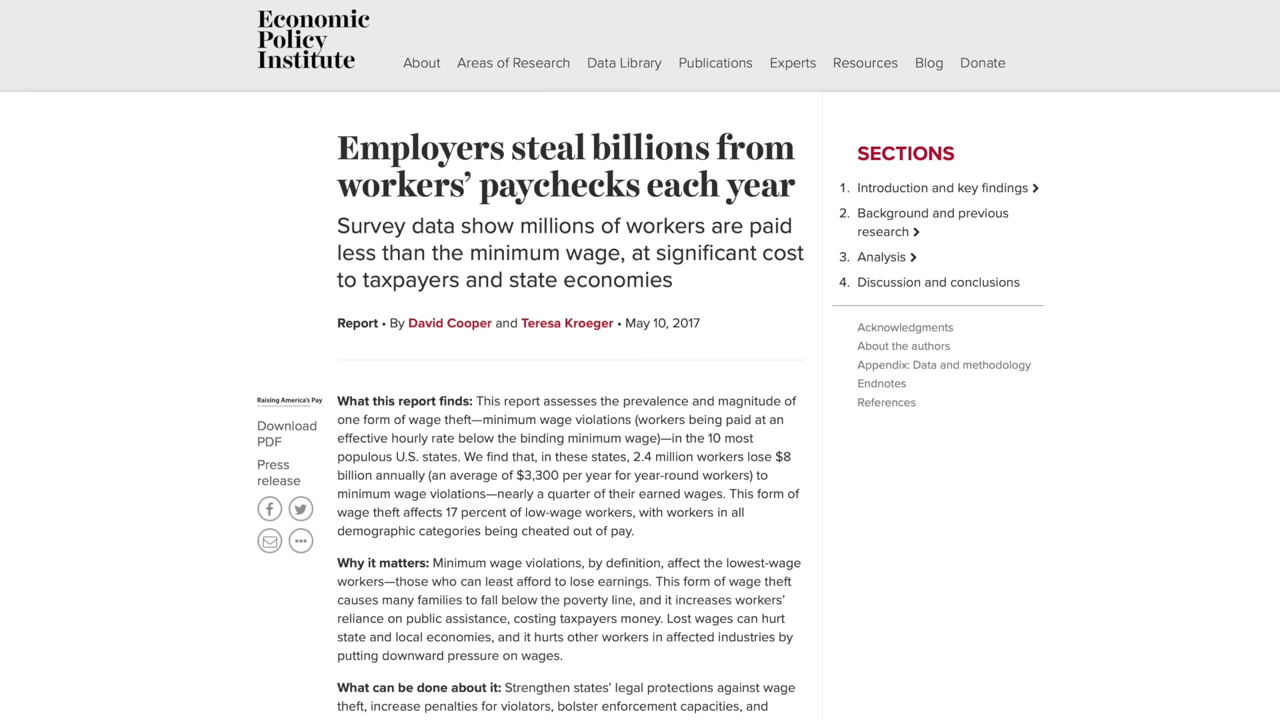 Economic
Policy
Institute
About Areas of Research Data Library Publications Experts Resources Blog Donate
Employers steal billions from
workers’ paychecks each year
Survey data show millions of workers are paid
less than the minimum wage, at significant cost
to taxpayers and state economies
Report • By David Cooper and Teresa Kroeger • May 10, 2017
Raising America's Pay
Download
PDF
Press
release
What this report finds: This report assesses the prevalence and magnitude of
one form of wage theft—minimum wage violations (workers being paid at an
effective hourly rate below the binding minimum wage)—in the 10 most
populous U.S. states. We find that, in these states, 2.4 million workers lose $8
billion annually (an average of $3,300 per year for year-round workers) to
minimum wage violations—nearly a quarter of their earned wages. This form of
wage theft affects 17 percent of low-wage workers, with workers in all
demographic categories being cheated out of pay.
Why it matters: Minimum wage violations, by definition, affect the lowest-wage
workers—those who can least afford to lose earnings. This form of wage theft
causes many families to fall below the poverty line, and it increases workers’
reliance on public assistance, costing taxpayers money. Lost wages can hurt
state and local economies, and it hurts other workers in affected industries by
putting downward pressure on wages.
What can be done about it: Strengthen states’ legal protections against wage
theft, increase penalties for violators, bolster enforcement capacities, and
SECTIONS
1. Introduction and key findings
2. Background and previous
research
3. Analysis
4. Discussion and conclusions
Acknowledgments
About the authors
Appendix: Data and methodology
Endnotes
References